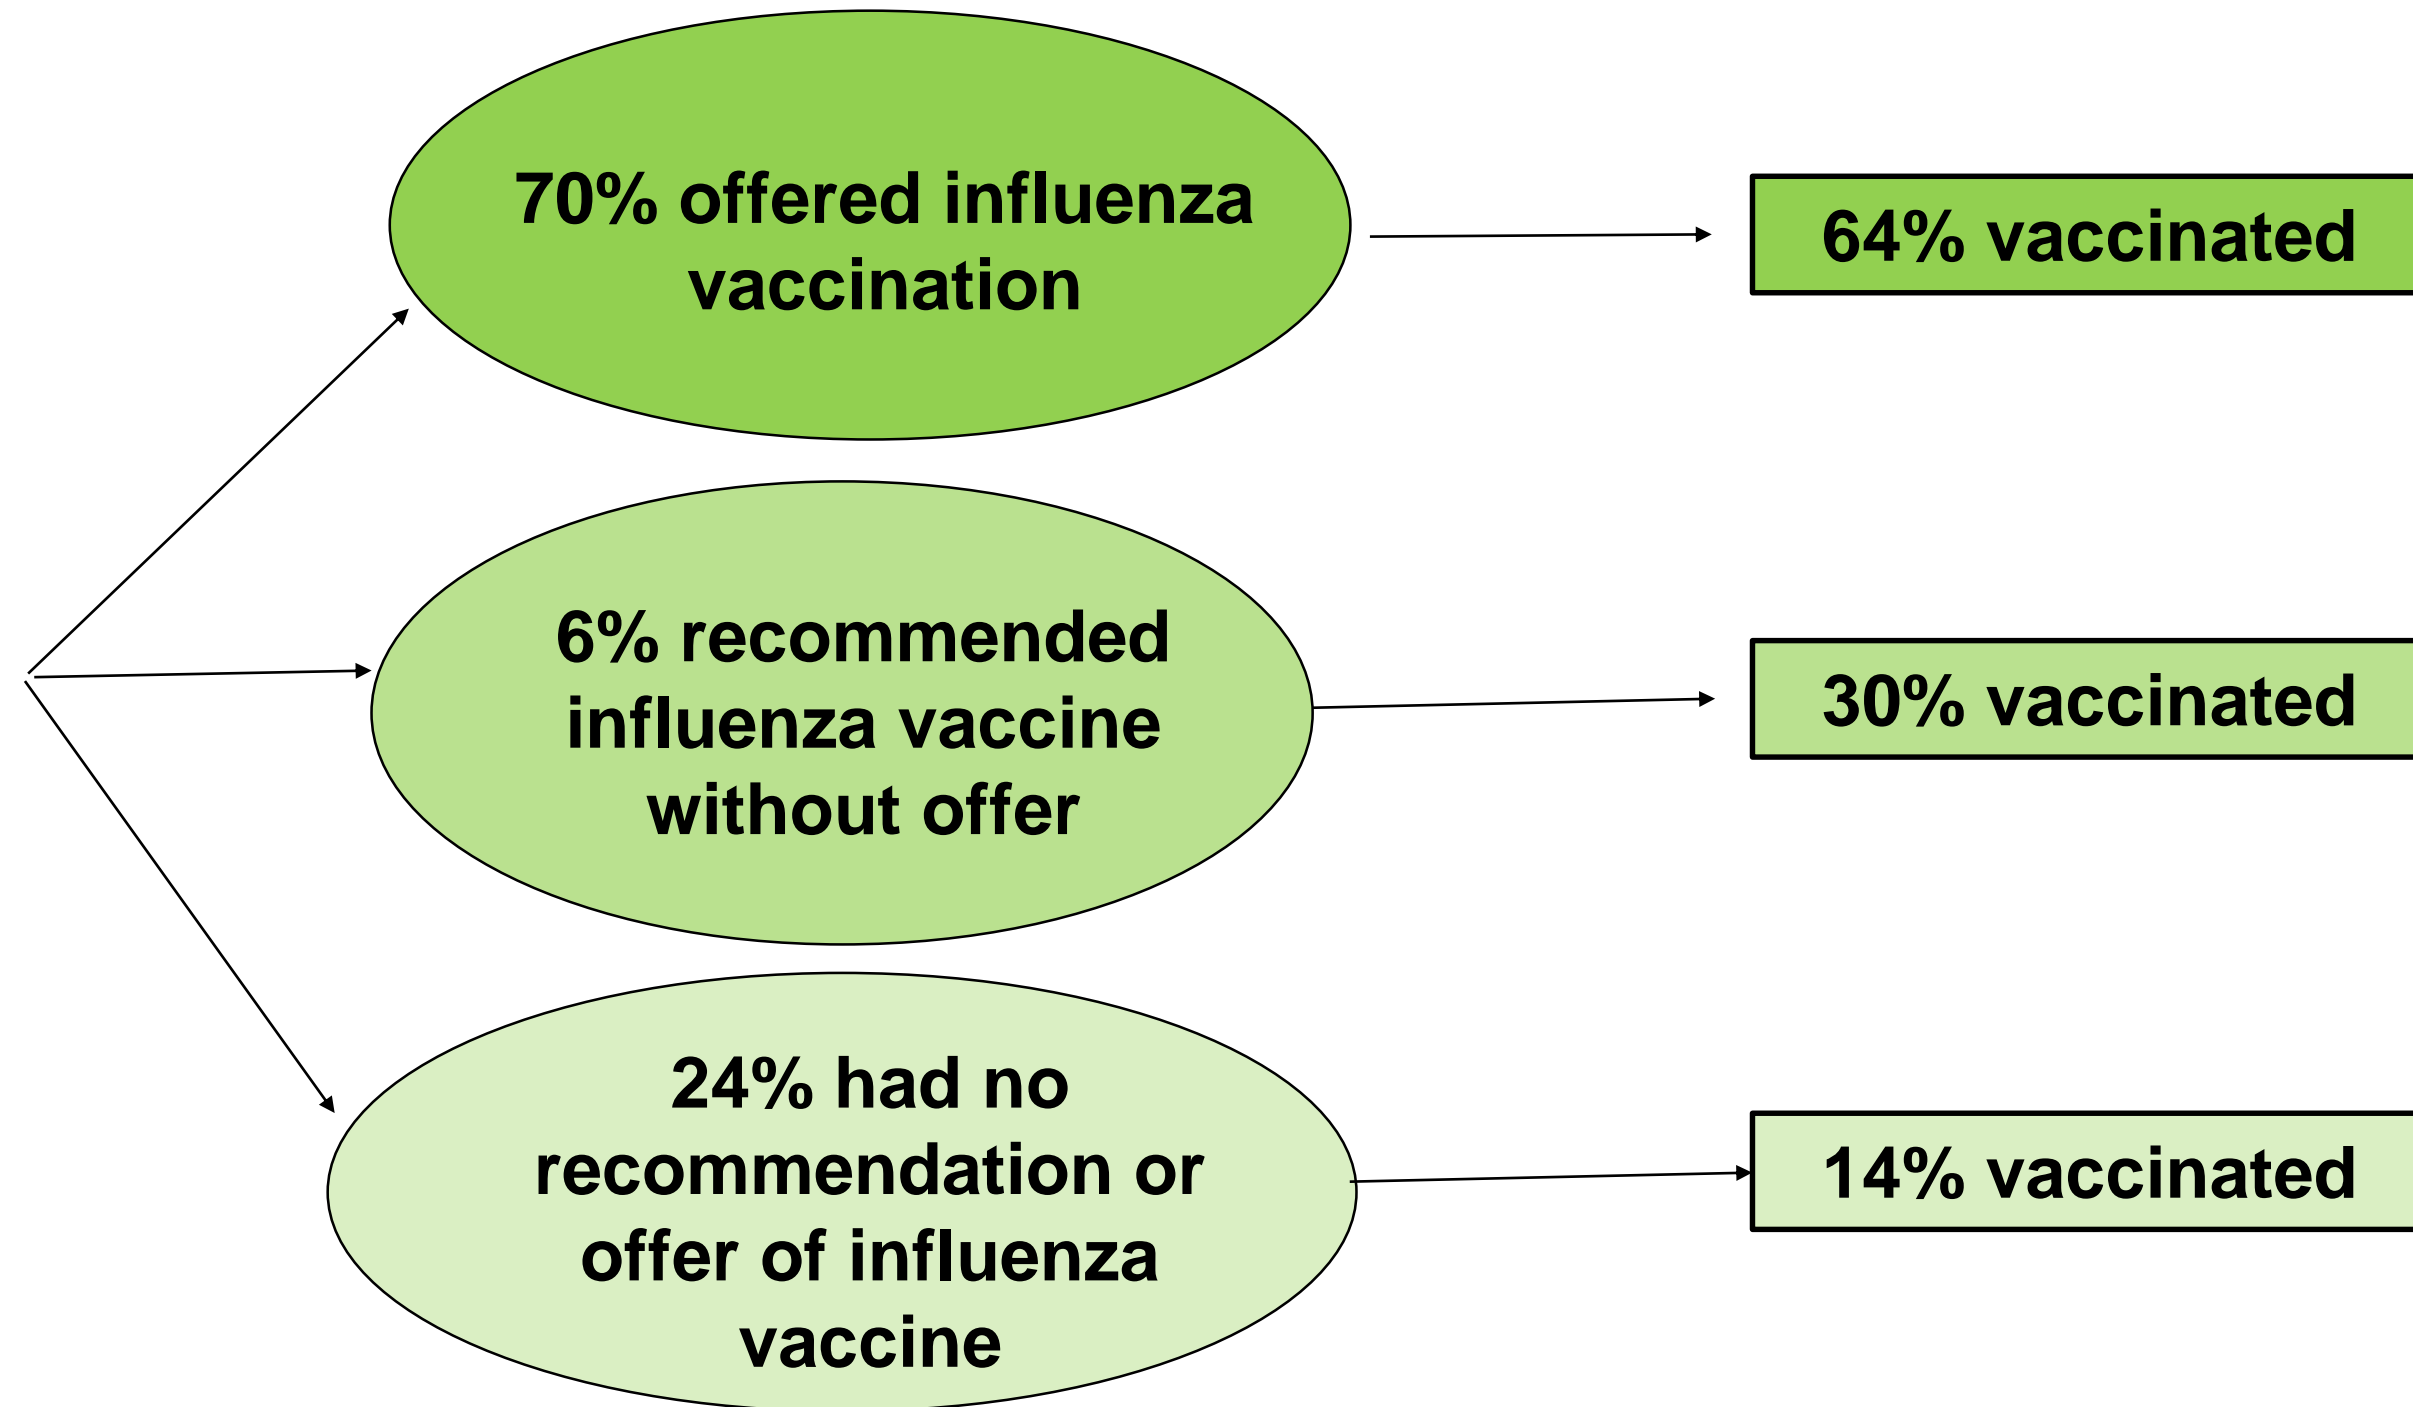 70% offered influenza
vaccination
64% vaccinated
6% recommended
influenza vaccine
without offer
30% vaccinated
24% had no
recommendation or
offer of influenza
vaccine
14% vaccinated